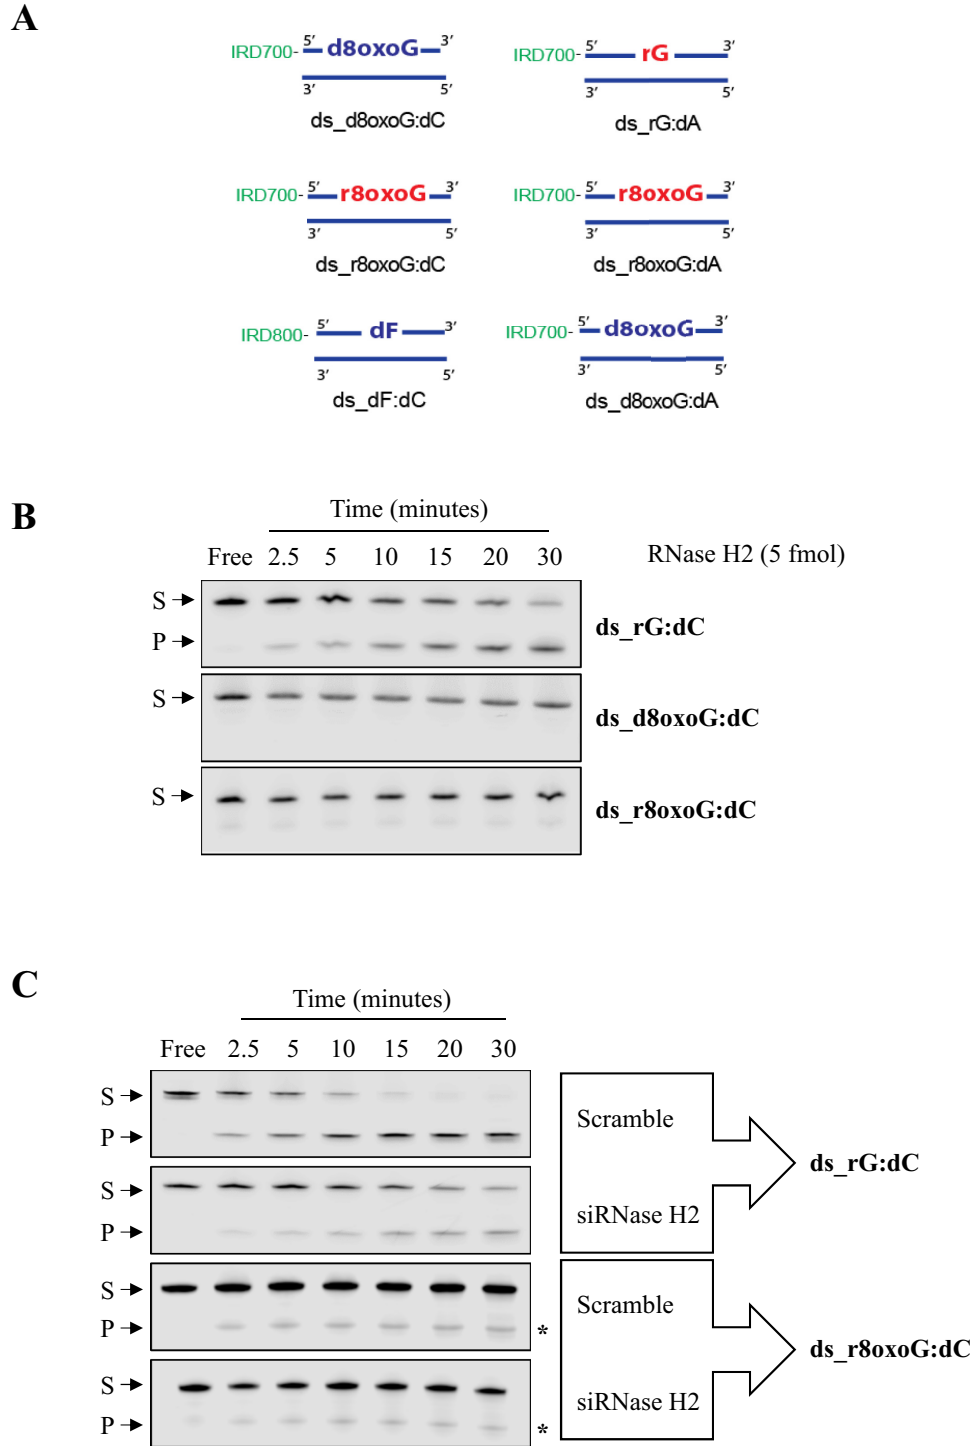 A
IRD700- 5′ d8oxoG 3′
3′ 5′
ds_d8oxoG:dC
IRD700- 5′ rG 3′
3′ 5′
ds_rG:dA
IRD700- 5′ r8oxoG 3′
3′ 5′
ds_r8oxoG:dC
IRD700- 5′ r8oxoG 3′
3′ 5′
ds_r8oxoG:dA
IRD800- 5′ dF 3′
3′ 5′
ds_dF:dC
IRD700- 5′ d8oxoG 3′
3′ 5′
ds_d8oxoG:dA
B
Time (minutes)
Free 2.5 5 10 15 20 30 RNase H2 (5 fmol)
S
P
ds_rG:dC
S
ds_d8oxoG:dC
S
ds_r8oxoG:dC
C
Time (minutes)
Free 2.5 5 10 15 20 30
S
P
Scramble
S
P
siRNase H2
ds_rG:dC
S
P *
Scramble
S
P *
siRNase H2
ds_r8oxoG:dC